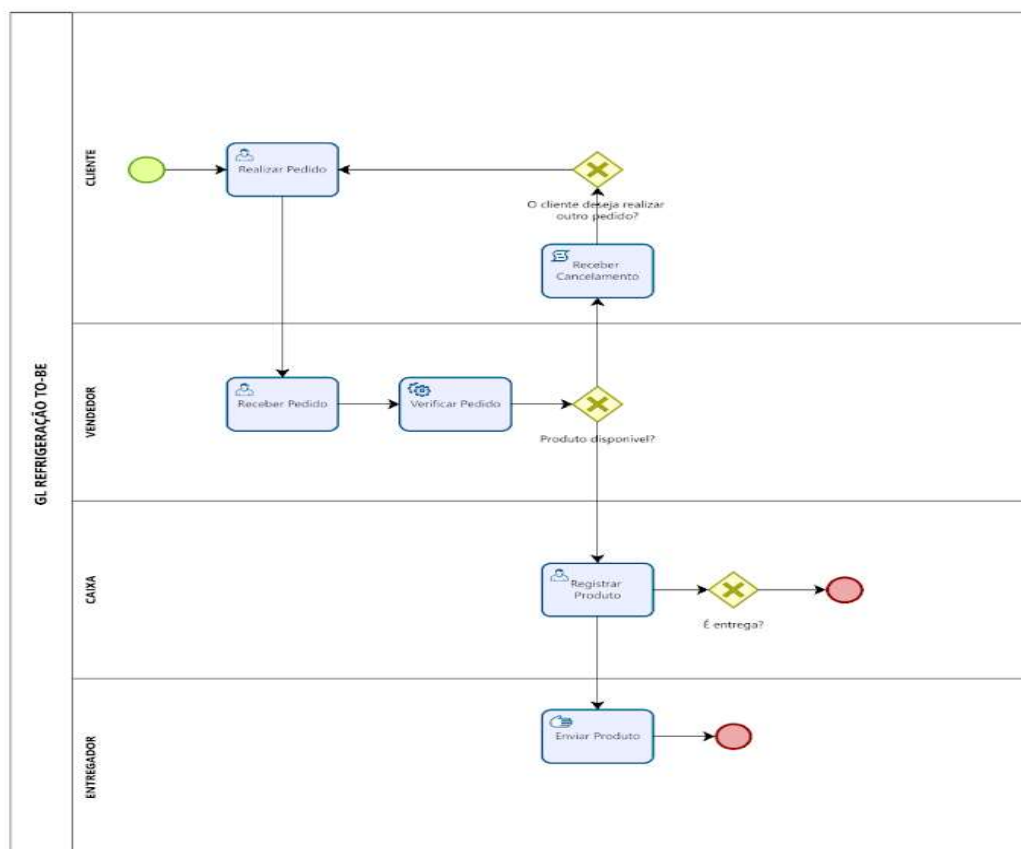 GL REFRIGERAÇÃO TO-BE
CLIENTE
Realizar Pedido
O cliente deseja realizar
outro pedido?
Receber
Cancelamento
VENDEDOR
Receber Pedido
Verificar Pedido
Produto disponivel?
CAIXA
Registrar
Produto
É entrega?
ENTREGADOR
Enviar Produto